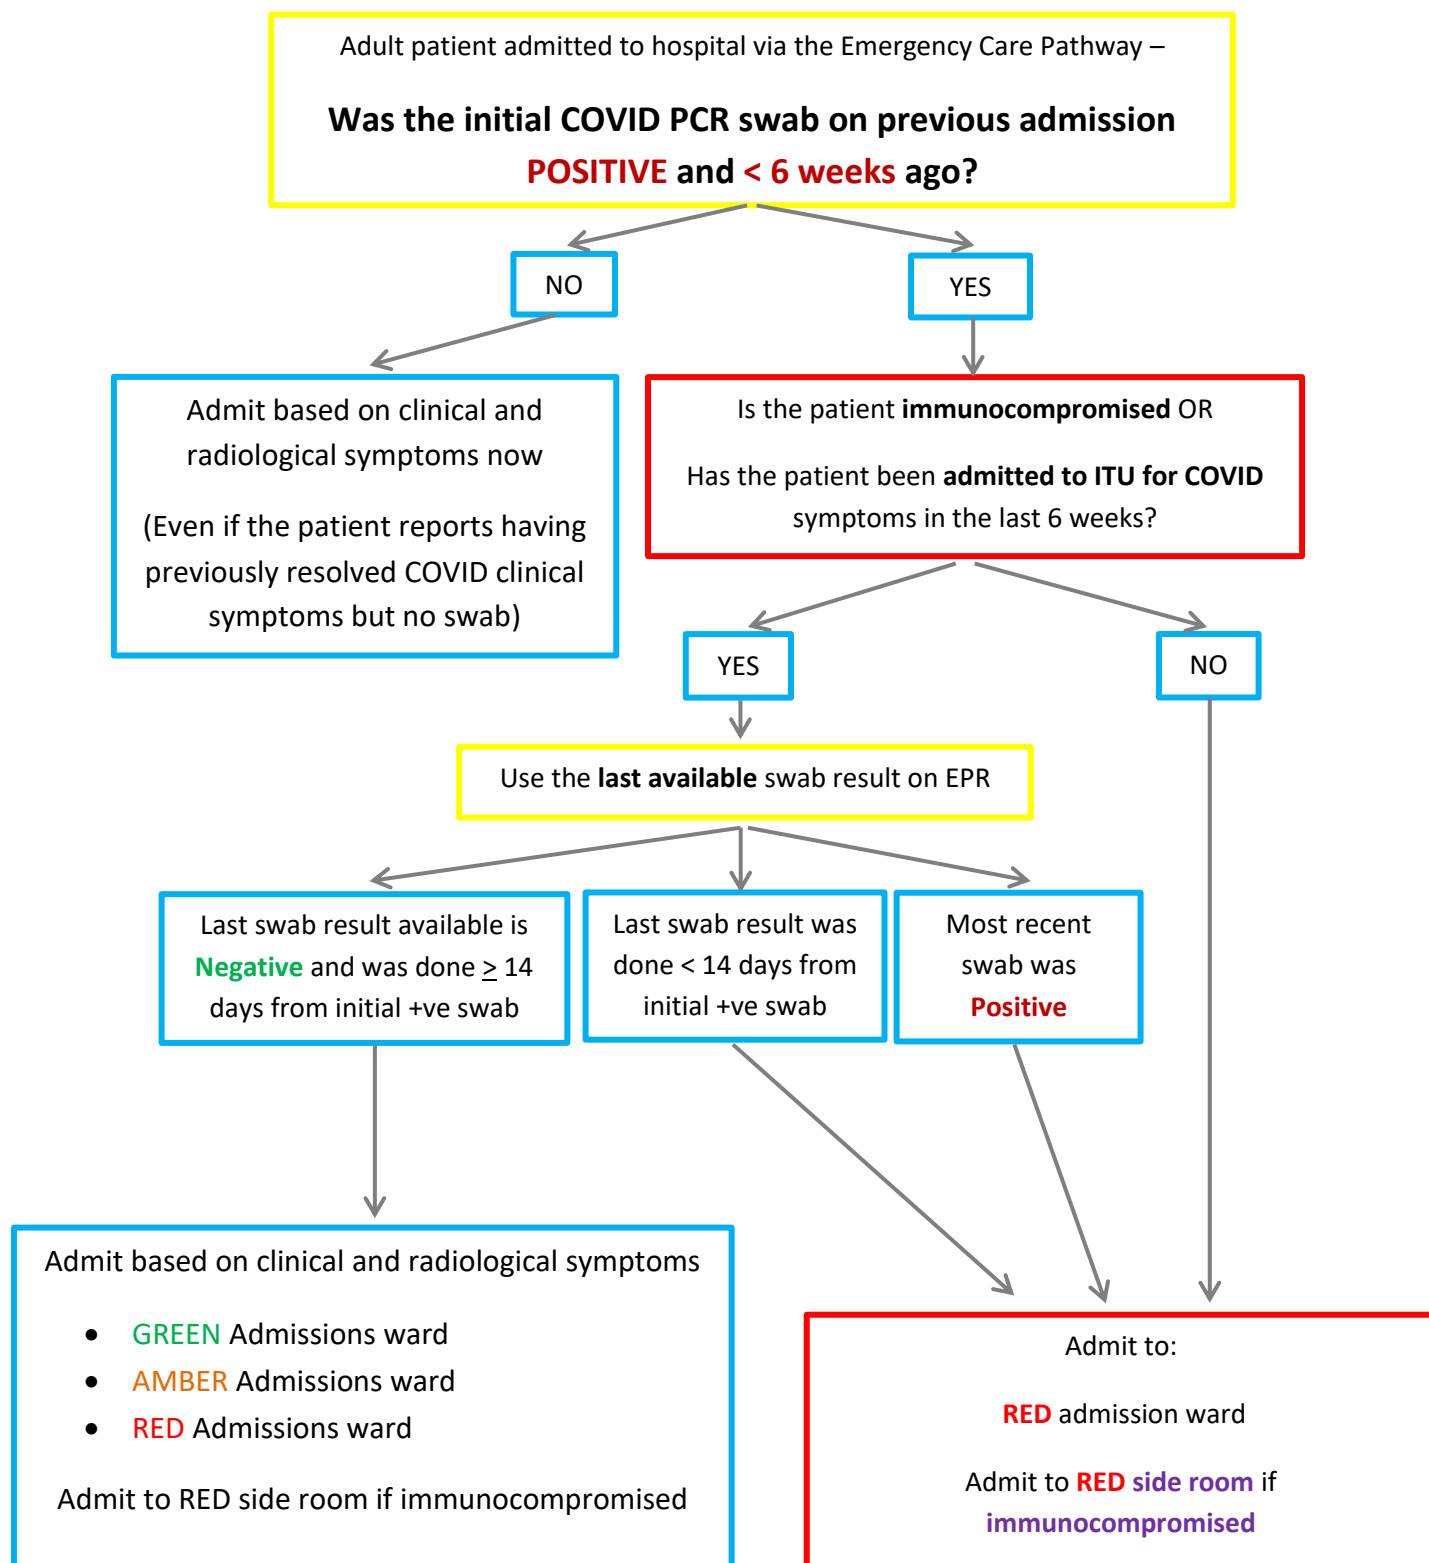 Adult patient admitted to hospital via the Emergency Care Pathway –
Was the initial COVID PCR swab on previous admission
POSITIVE and < 6 weeks ago?
NO
YES
Admit based on clinical and
radiological symptoms now
(Even if the patient reports having
previously resolved COVID clinical
symptoms but no swab)
Is the patient immunocompromised OR
Has the patient been admitted to ITU for COVID
symptoms in the last 6 weeks?
YES
NO
Use the last available swab result on EPR
Last swab result available is
Negative and was done ≥ 14
days from initial +ve swab
Last swab result was
done < 14 days from
initial +ve swab
Most recent
swab was
Positive
Admit based on clinical and radiological symptoms
• GREEN Admissions ward
• AMBER Admissions ward
• RED Admissions ward
Admit to RED side room if immunocompromised
Admit to:
RED admission ward
Admit to RED side room if
immunocompromised